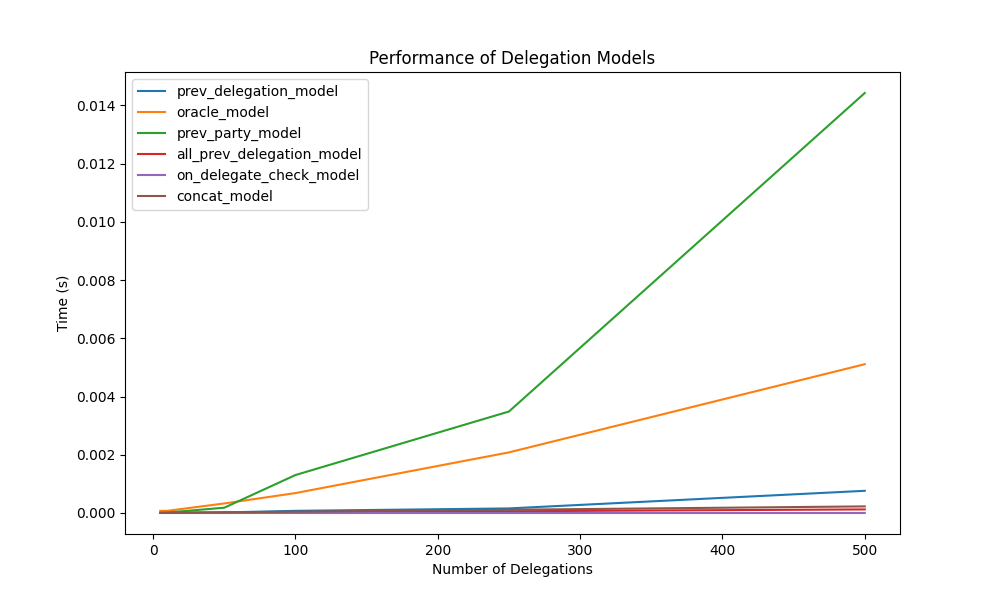 Performance of Delegation Models
prev_delegation_model
oracle_model
prev_party_model
all_prev_delegation_model
on_delegate_check_model
concat_model
0.014
0.012
0.010
0.008
0.006
0.004
0.002
0.000
Time (s)
0 100 200 300 400 500
Number of Delegations